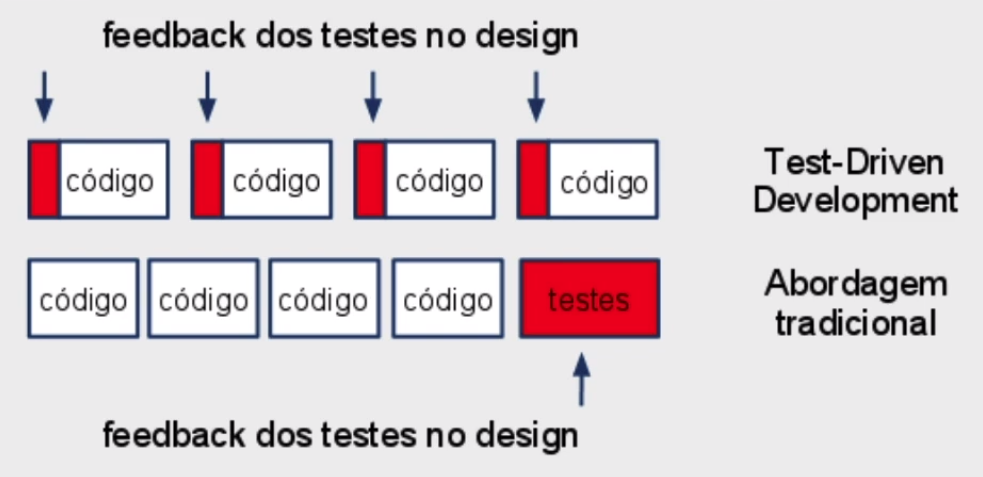 feedback dos testes no design
código código código código
Test-Driven
Development
código código código código testes
Abordagem
tradicional
feedback dos testes no design